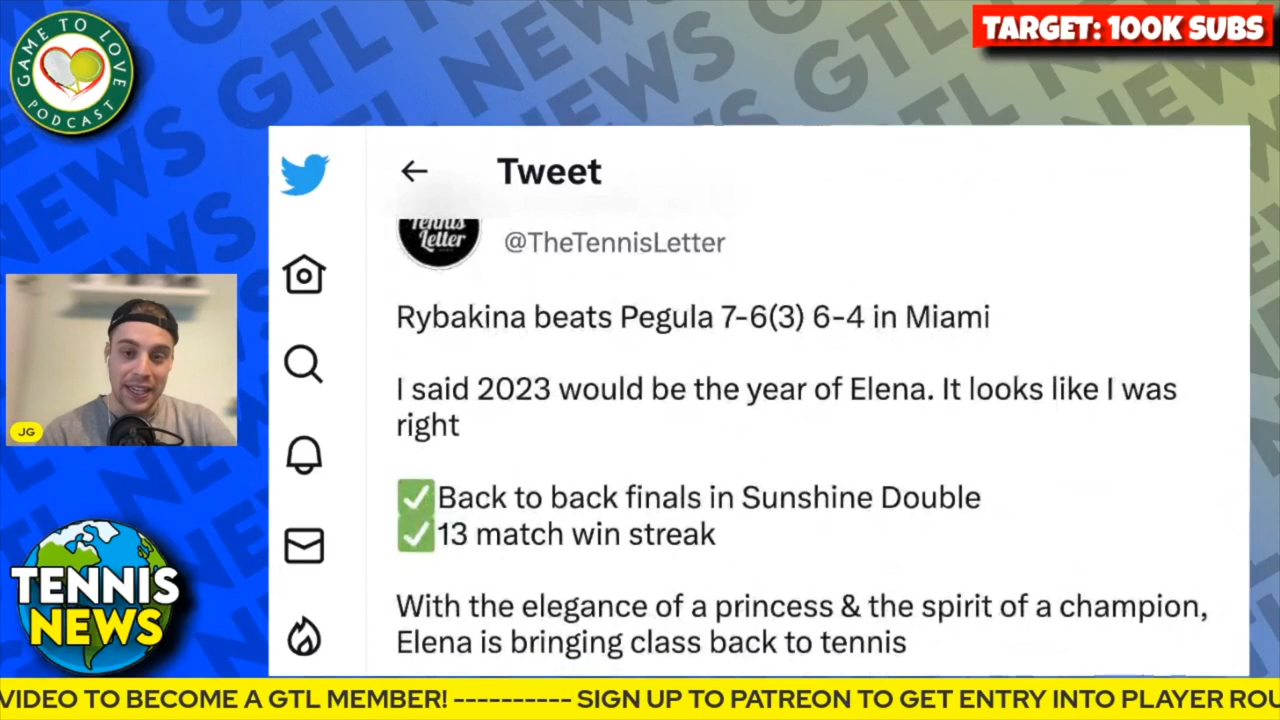 GAME TO LOVE
PODCAST
TARGET: 100K SUBS
Tweet
Tennis
Letter
@TheTennisLetter
Rybakina beats Pegula 7-6(3) 6-4 in Miami
I said 2023 would be the year of Elena. It looks like I was
right
✅Back to back finals in Sunshine Double
✅13 match win streak
With the elegance of a princess & the spirit of a champion,
Elena is bringing class back to tennis
JG
TENNIS
NEWS
VIDEO TO BECOME A GTL MEMBER! ---------- SIGN UP TO PATREON TO GET ENTRY INTO PLAYER ROU
GTL NEWS